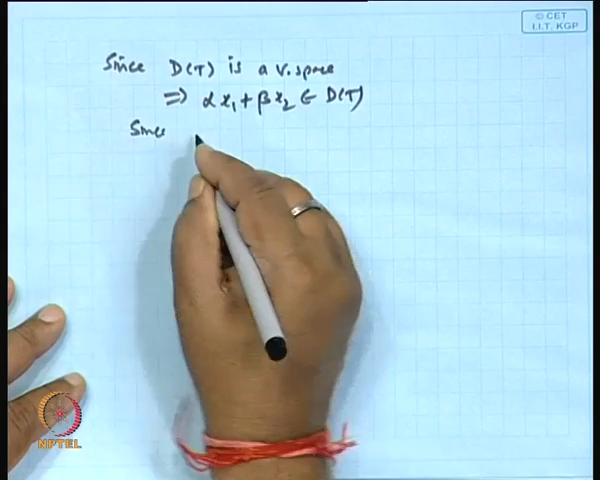 © CET
I.I.T. KGP
Since D(T) is a v. space
⇒ αx₁ + βx₂ ∈ D(T)
Since
NPTEL